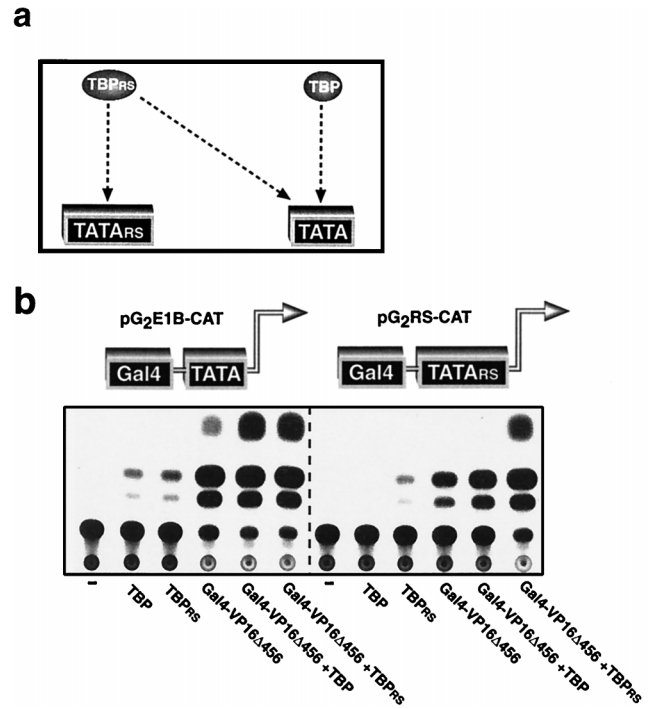 a
TBPRS TBP
TATARS TATA
b
pG2E1B-CAT pG2RS-CAT
Gal4 TATA Gal4 TATARS
–
TBP
TBPRS
Gal4-VP16Δ456
Gal4-VP16Δ456 +TBP
Gal4-VP16Δ456 +TBPRS
–
TBP
TBPRS
Gal4-VP16Δ456
Gal4-VP16Δ456 +TBP
Gal4-VP16Δ456 +TBPRS